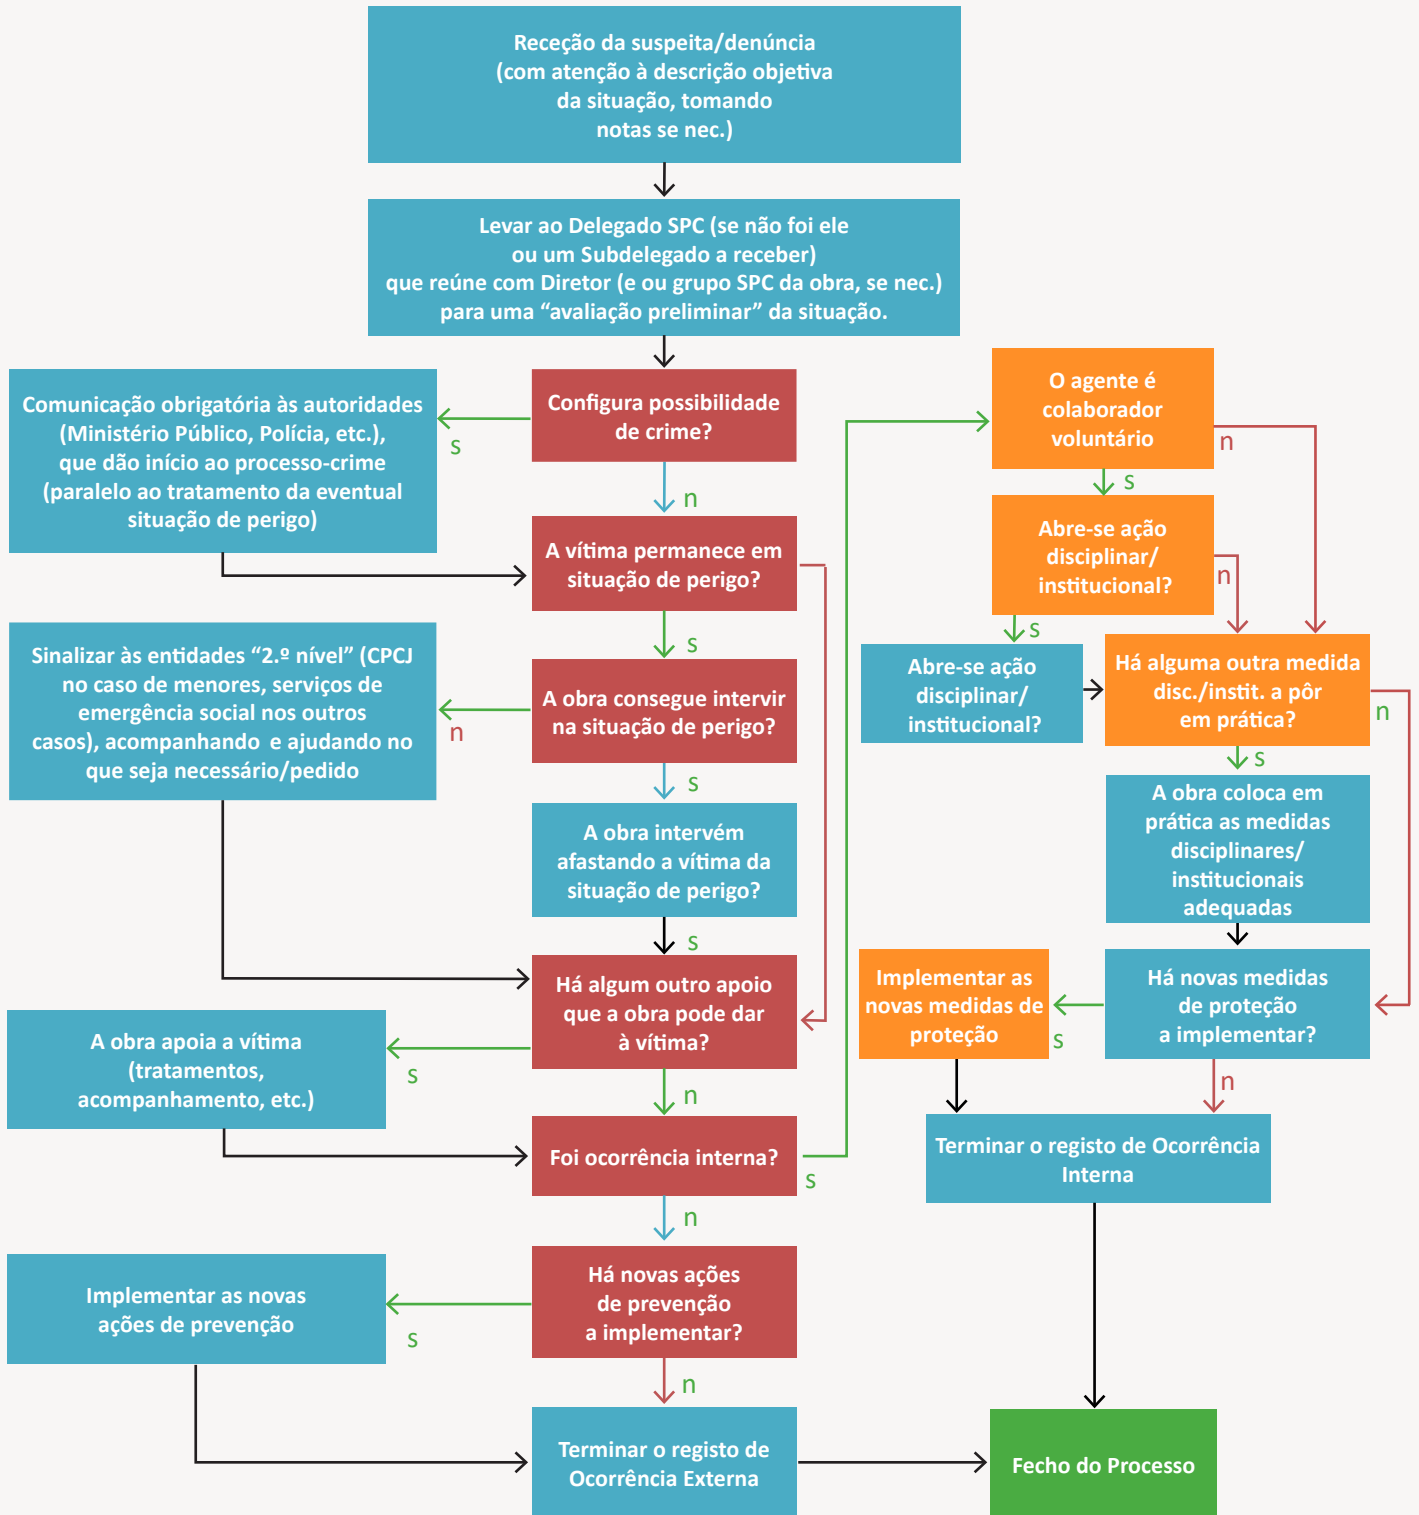 Receção da suspeita/denúncia
(com atenção à descrição objetiva
da situação, tomando
notas se nec.)
Levar ao Delegado SPC (se não foi ele
ou um Subdelegado a receber)
que reúne com Diretor (e ou grupo SPC da obra, se nec.)
para uma “avaliação preliminar” da situação.
Configura possibilidade
de crime?
s
n
Comunicação obrigatória às autoridades
(Ministério Público, Polícia, etc.),
que dão início ao processo-crime
(paralelo ao tratamento da eventual
situação de perigo)
A vítima permanece em
situação de perigo?
s
A obra consegue intervir
na situação de perigo?
n
s
Sinalizar às entidades “2.º nível” (CPCJ
no caso de menores, serviços de
emergência social nos outros
casos), acompanhando e ajudando no
que seja necessário/pedido
A obra intervém
afastando a vítima da
situação de perigo?
s
Há algum outro apoio
que a obra pode dar
à vítima?
s
n
A obra apoia a vítima
(tratamentos,
acompanhamento, etc.)
Foi ocorrência interna?
s
n
Há novas ações
de prevenção
a implementar?
s
n
Implementar as novas
ações de prevenção
Terminar o registo de
Ocorrência Externa
O agente é
colaborador
voluntário
n
s
Abre-se ação
disciplinar/
institucional?
n
s
Abre-se ação
disciplinar/
institucional?
Há alguma outra medida
disc./instit. a pôr
em prática?
n
s
A obra coloca em
prática as medidas
disciplinares/
institucionais
adequadas
Há novas medidas
de proteção
a implementar?
s
n
Implementar as
novas medidas de
proteção
Terminar o registo de Ocorrência
Interna
Fecho do Processo